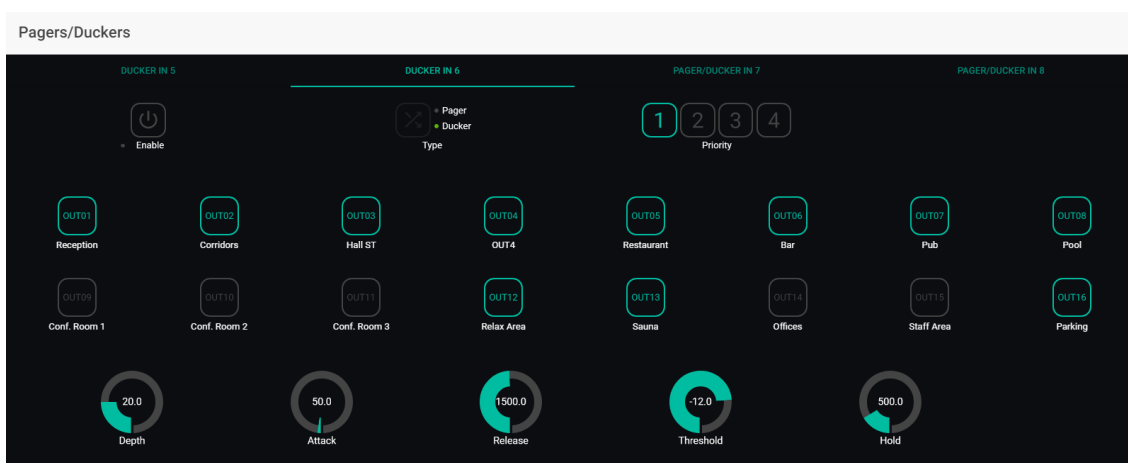 Pagers/Duckers
DUCKER IN 5 DUCKER IN 6 PAGER/DUCKER IN 7 PAGER/DUCKER IN 8
Pager
Ducker
1 2 3 4
Enable Type Priority
OUT01 OUT02 OUT03 OUT04 OUT05 OUT06 OUT07 OUT08
Reception Corridors Hall ST OUT4 Restaurant Bar Pub Pool
OUT09 OUT10 OUT11 OUT12 OUT13 OUT14 OUT15 OUT16
Conf. Room 1 Conf. Room 2 Conf. Room 3 Relax Area Sauna Offices Staff Area Parking
20.0 50.0 1500.0 -12.0 500.0
Depth Attack Release Threshold Hold